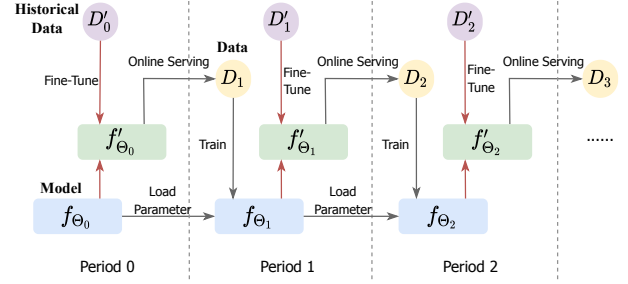 Historical
Data
D′₀
D′₁
D′₂
Data
Online Serving
Online Serving
Online Serving
Fine-Tune
D₁
Fine-
Tune
D₂
Fine-
Tune
D₃
f′Θ₀
f′Θ₁
f′Θ₂
Train
Train
......
Model
Load
Parameter
Load
Parameter
fΘ₀
fΘ₁
fΘ₂
Period 0
Period 1
Period 2